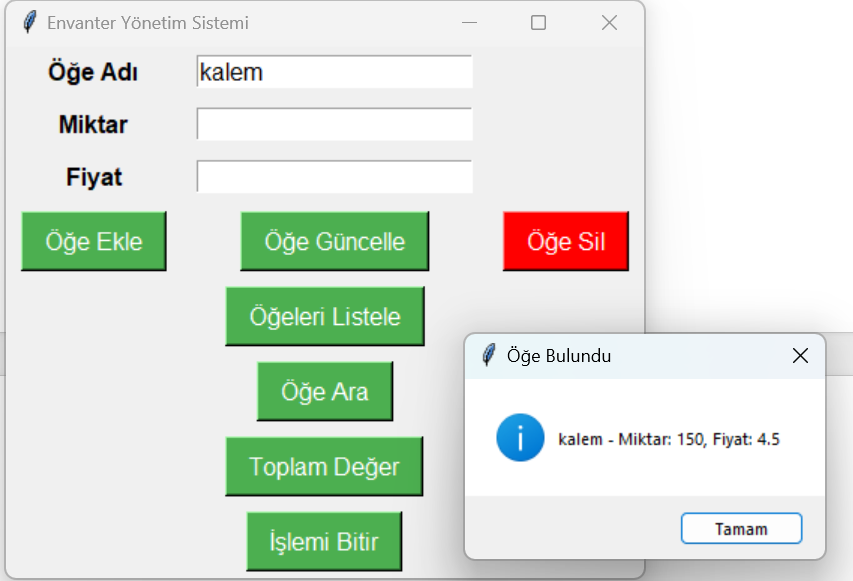 Envanter Yönetim Sistemi
Öğe Adı kalem
Miktar
Fiyat
Öğe Ekle Öğe Güncelle Öğe Sil
Öğeleri Listele
Öğe Ara
Toplam Değer
İşlemi Bitir
Öğe Bulundu
kalem - Miktar: 150, Fiyat: 4.5
Tamam